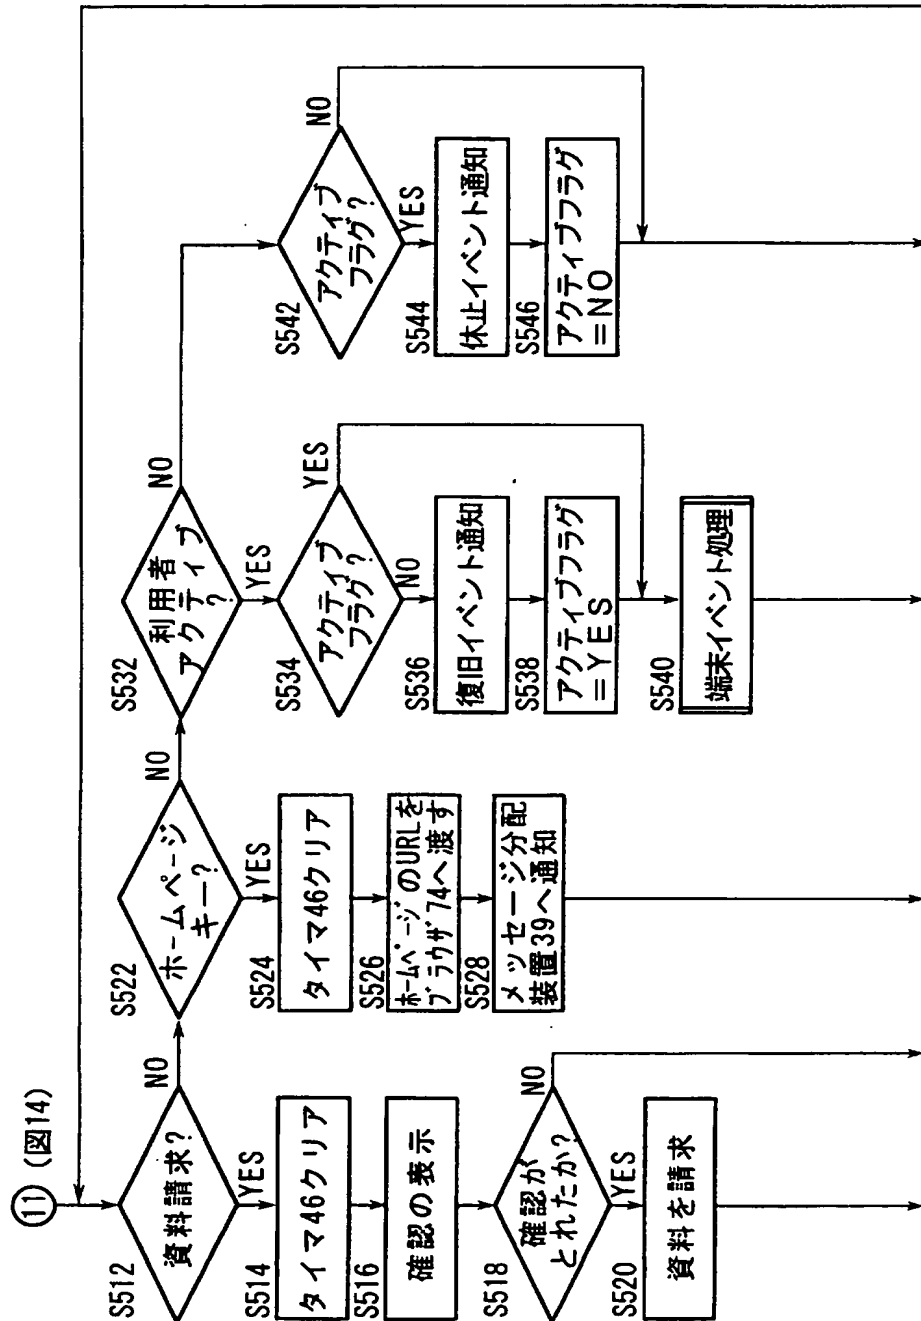 ⑪ (図14)
S512
資料請求?
NO
YES
S514
タイマ46クリア
S516
確認の表示
S518
確認が
とれたか?
NO
YES
S520
資料を請求
S522
ホームページ
キー?
NO
YES
S524
タイマ46クリア
S526
ホームページのURLを
ブラウザ74へ渡す
S528
メッセージ分配
装置39へ通知
S532
利用者
アクティブ
?
NO
YES
S534
アクティブ
フラグ?
YES
NO
S536
復旧イベント通知
S538
アクティブフラグ
=YES
S540
端末イベント処理
S542
アクティブ
フラグ?
NO
YES
S544
休止イベント通知
S546
アクティブフラグ
=NO